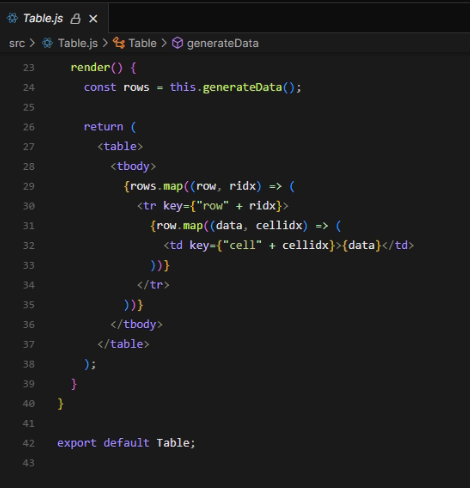 Table.js
src > Table.js > Table > generateData
23 render() {
24 const rows = this.generateData();
25
26 return (
27 <table>
28 <tbody>
29 {rows.map((row, ridx) => (
30 <tr key={"row" + ridx}>
31 {row.map((data, cellidx) => (
32 <td key={"cell" + cellidx}>{data}</td>
33 ))}
34 </tr>
35 ))}
36 </tbody>
37 </table>
38 );
39 }
40 }
41
42 export default Table;
43